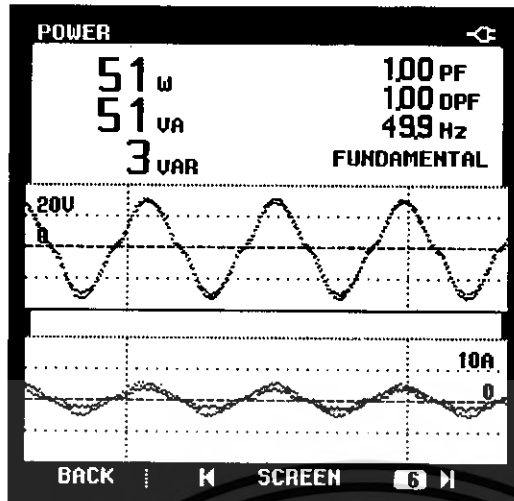 POWER
51 W
1.00 PF
51 VA
1.00 DPF
3 VAR
49.9 Hz
FUNDAMENTAL
20V
0
10A
0
BACK
SCREEN
6